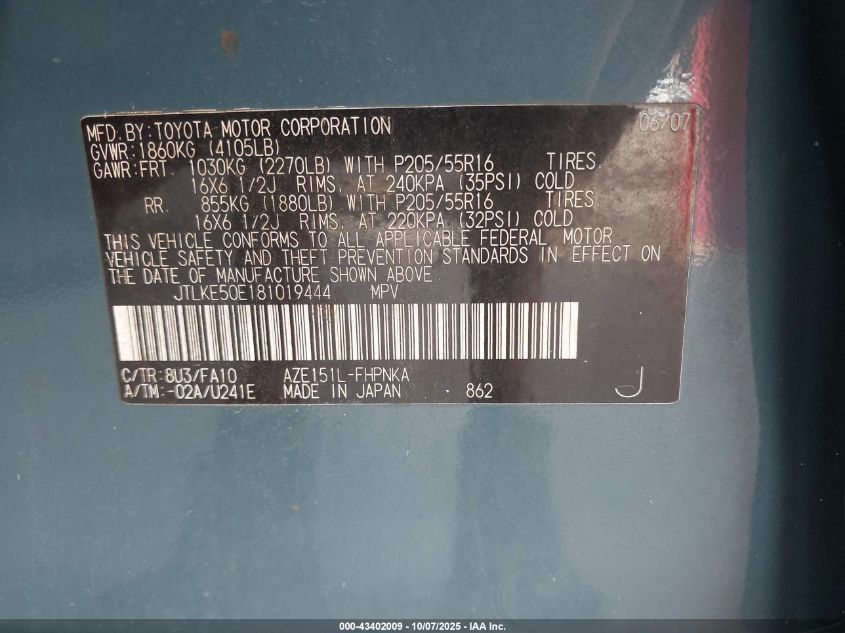 MFD.BY:TOYOTA MOTOR CORPORATION 06/07
GVWR:1860KG (4105LB)
GAWR:FRT. 1030KG (2270LB) WITH P205/55R16 TIRES,
16X6 1/2J RIMS, AT 240KPA (35PSI) COLD
RR. 855KG (1880LB) WITH P205/55R16 TIRES,
16X6 1/2J RIMS, AT 220KPA (32PSI) COLD
THIS VEHICLE CONFORMS TO ALL APPLICABLE FEDERAL MOTOR
VEHICLE SAFETY AND THEFT PREVENTION STANDARDS IN EFFECT ON
THE DATE OF MANUFACTURE SHOWN ABOVE.
JTLKE50E181019444 MPV
C/TR:8U3/FA10 AZE151L-FHPNKA
A/TM:-02A/U241E MADE IN JAPAN 862 J
000-43402009 - 10/07/2025 - IAA Inc.